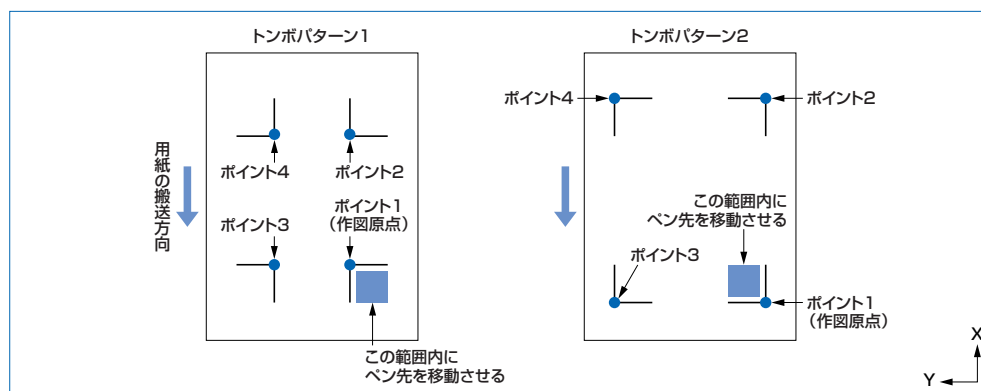 トンボパターン1
用紙の搬送方向
ポイント4
ポイント2
ポイント3
ポイント1
（作図原点）
この範囲内に
ペン先を移動させる
トンボパターン2
ポイント4
ポイント2
この範囲内に
ペン先を移動させる
ポイント3
ポイント1
（作図原点）
X
Y